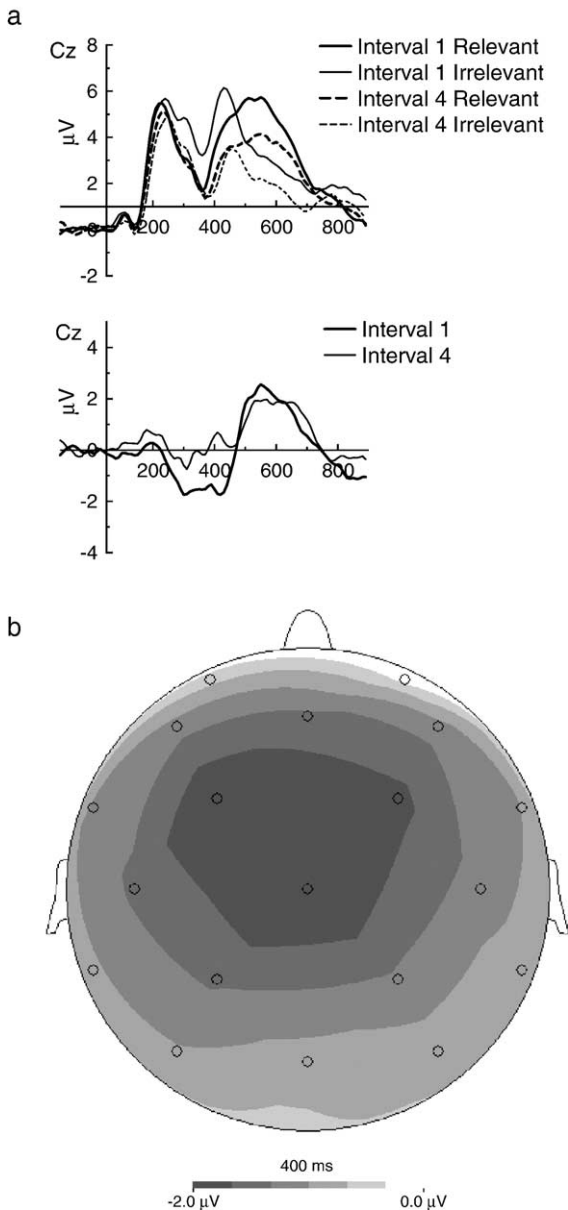 a
Cz
μV
8
6
4
2
0
-2
200 400 600 800
Interval 1 Relevant
Interval 1 Irrelevant
Interval 4 Relevant
Interval 4 Irrelevant
Cz
μV
4
2
0
-2
-4
200 400 600 800
Interval 1
Interval 4
b
400 ms
-2.0 μV 0.0 μV